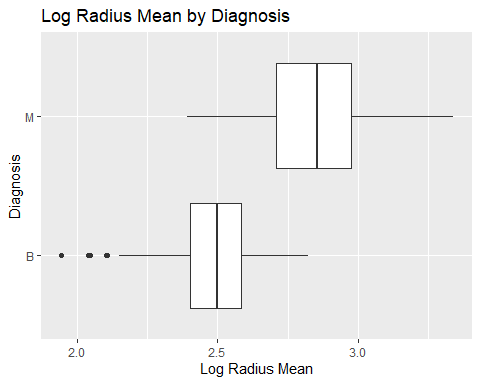 Log Radius Mean by Diagnosis
M
B
Diagnosis
2.0 2.5 3.0
Log Radius Mean